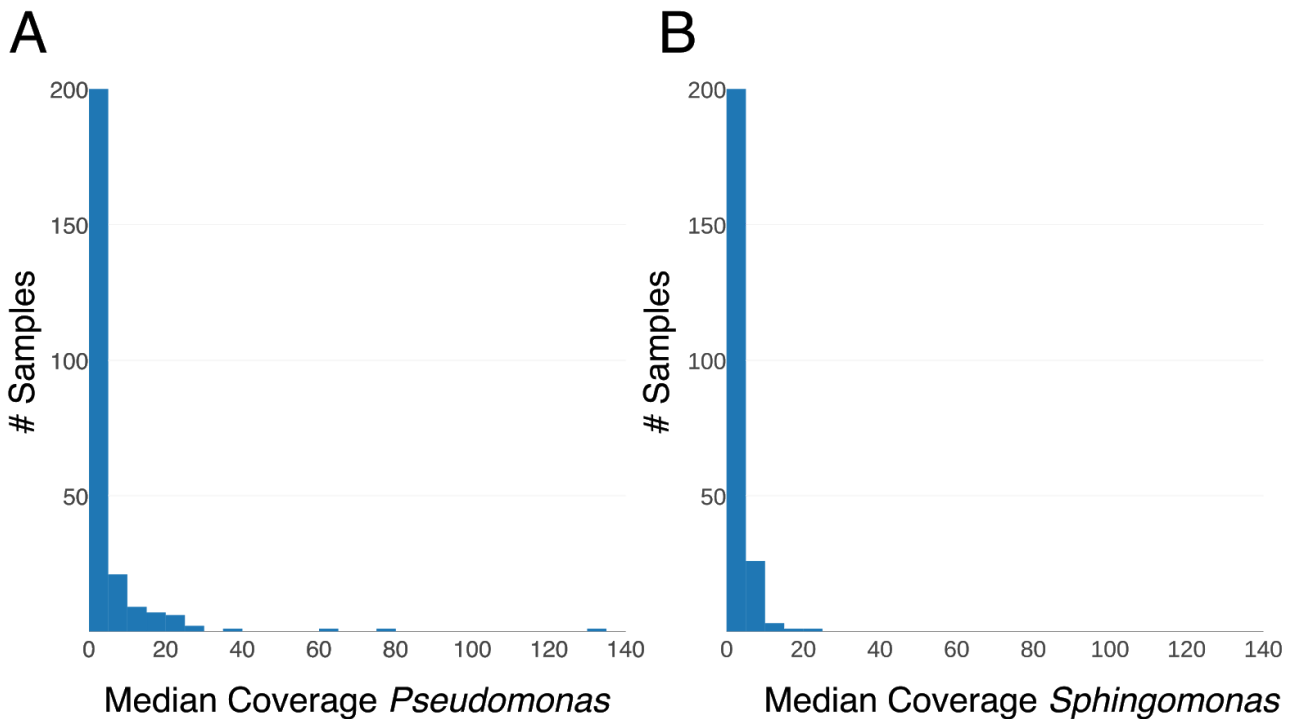 A
B
200
150
100
50
# Samples
0 20 40 60 80 100 120 140
Median Coverage Pseudomonas
200
150
100
50
# Samples
0 20 40 60 80 100 120 140
Median Coverage Sphingomonas